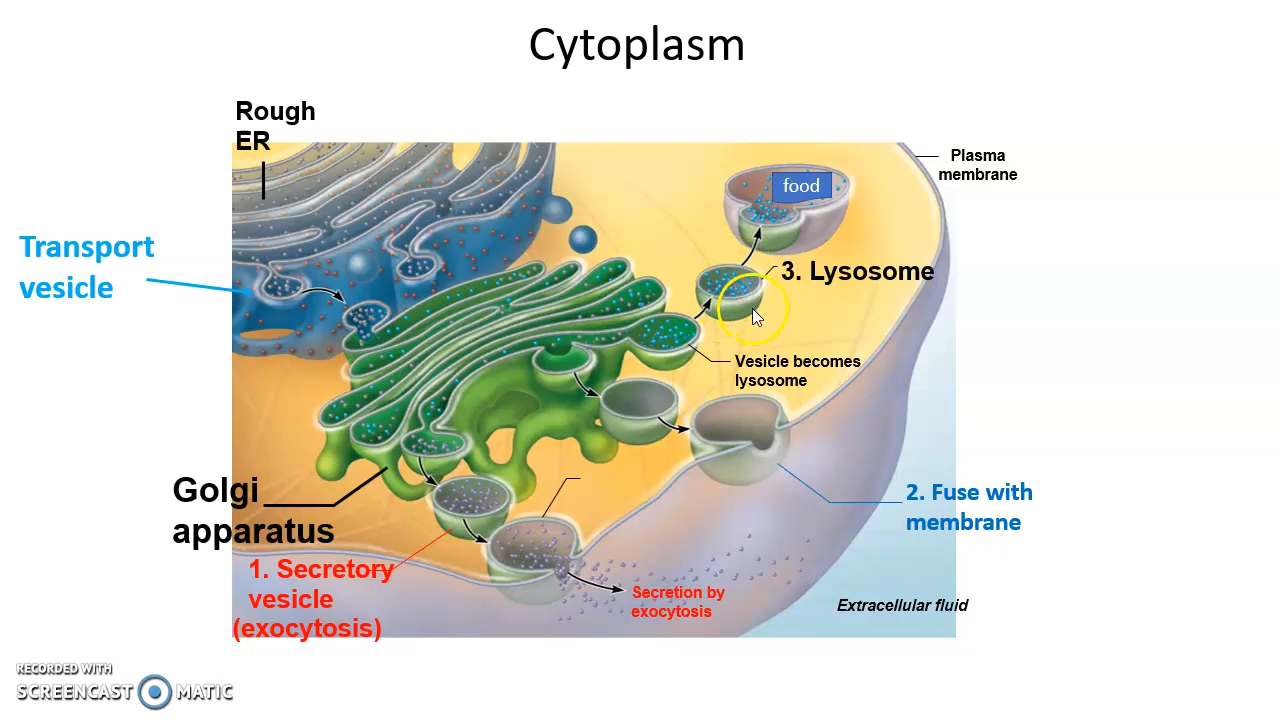 Cytoplasm
Rough
ER
Plasma
membrane
food
Transport
vesicle
3. Lysosome
Vesicle becomes
lysosome
Golgi
apparatus
2. Fuse with
membrane
1. Secretory
vesicle
(exocytosis)
Secretion by
exocytosis
Extracellular fluid
RECORDED WITH
SCREENCAST MATIC